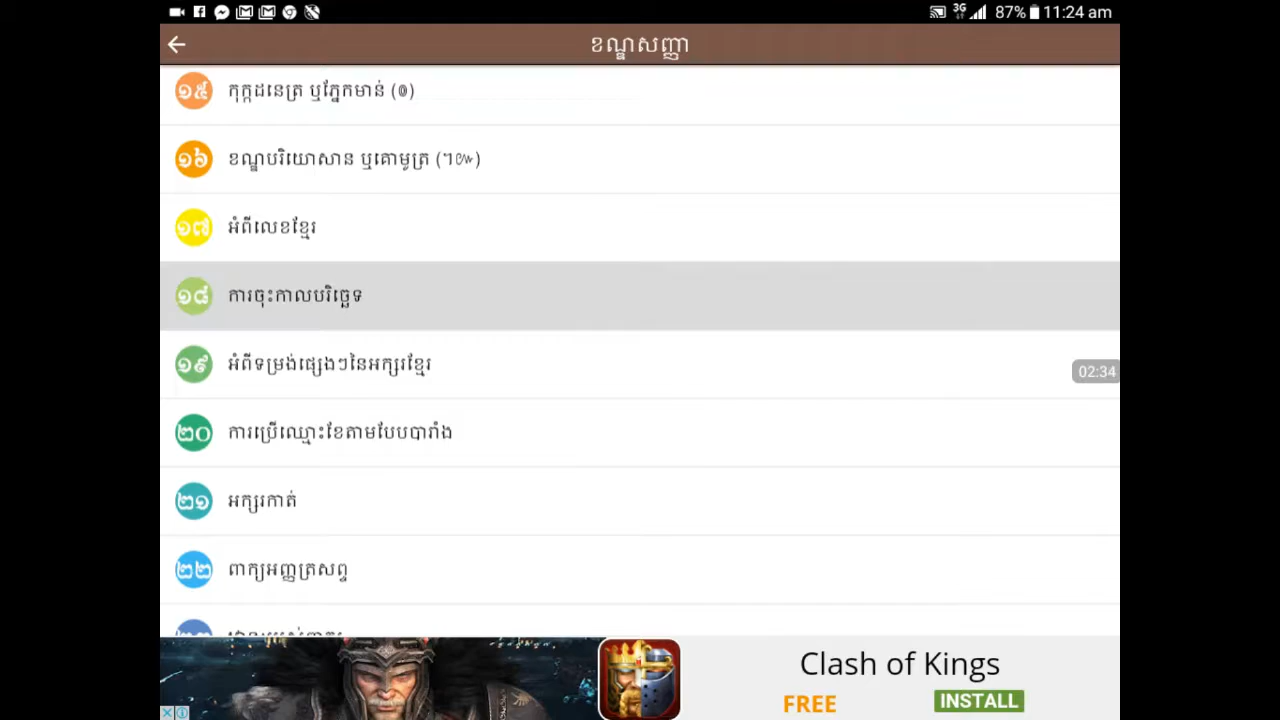 87% 11:24 am
3G
ខណ្ឌសញ្ញា
១៥ កុក្កដនេត្រ ឬភ្នែកមាន់ (៙)
១៦ ខណ្ឌបរិយោសាន ឬគោមូត្រ (។៚)
១៧ អំពីលេខខ្មែរ
១៨ ការចុះកាលបរិច្ឆេទ
១៩ អំពីទម្រង់ផ្សេងៗនៃអក្សរខ្មែរ
02:34
២០ ការប្រើឈ្មោះខែតាមបែបបារាំង
២១ អក្សរកាត់
២២ ពាក្យអញ្ញត្រសព្ទ
Clash of Kings
FREE
INSTALL